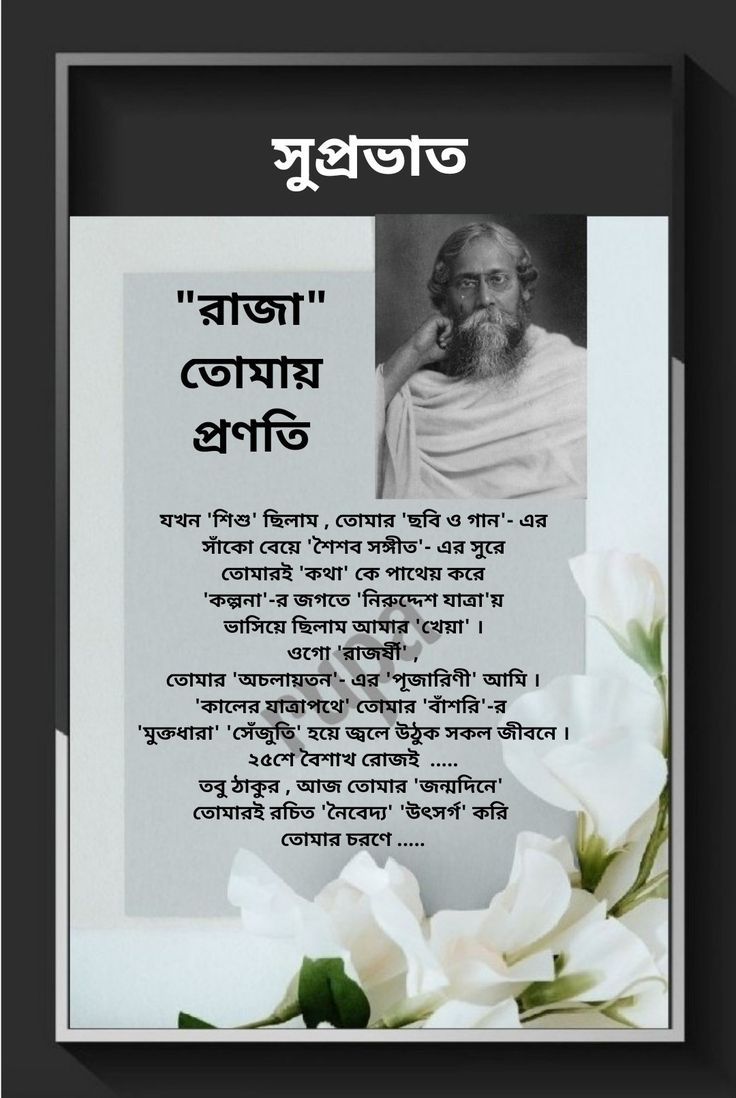 সুপ্রভাত
"রাজা"
তোমায়
প্রণতি
যখন 'শিশু' ছিলাম , তোমার 'ছবি ও গান'- এর
সাঁকো বেয়ে 'শৈশব সঙ্গীত'- এর সুরে
তোমারই 'কথা' কে পাথেয় করে
'কল্পনা'-র জগতে 'নিরুদ্দেশ যাত্রা'য়
ভাসিয়ে ছিলাম আমার 'খেয়া' ।
ওগো 'রাজর্ষী' ,
তোমার 'অচলায়তন'- এর 'পূজারিণী' আমি ।
'কালের যাত্রাপথে' তোমার 'বাঁশরি'-র
'মুক্তধারা' 'সেঁজুতি' হয়ে জ্বলে উঠুক সকল জীবনে ।
২৫শে বৈশাখ রোজই .....
তবু ঠাকুর , আজ তোমার 'জন্মদিনে'
তোমারই রচিত 'নৈবেদ্য' 'উৎসর্গ' করি
তোমার চরণে .....
rupa